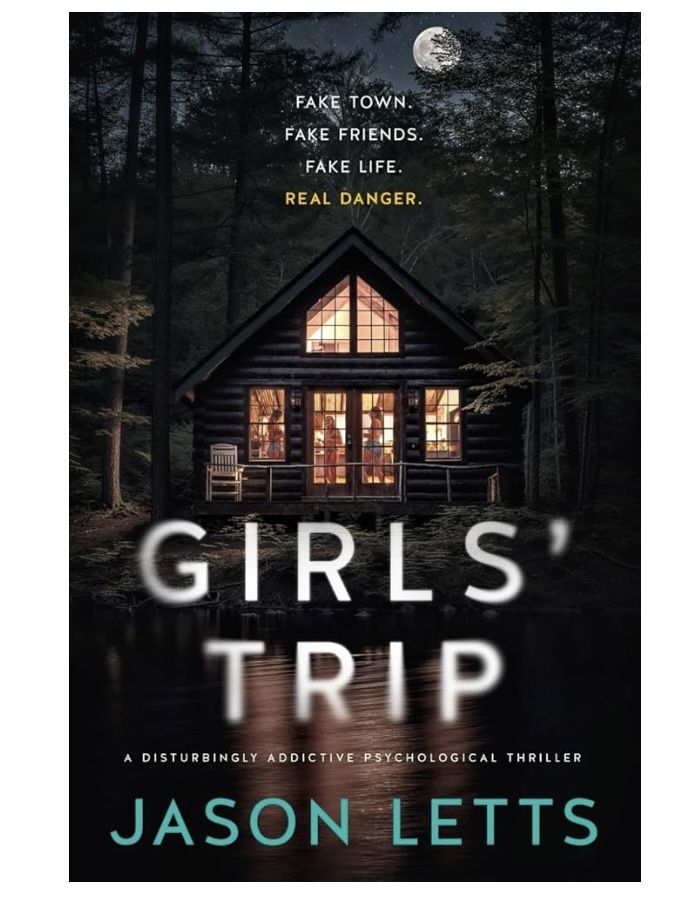 FAKE TOWN.
FAKE FRIENDS.
FAKE LIFE.
REAL DANGER.
GIRLS’
TRIP
A DISTURBINGLY ADDICTIVE PSYCHOLOGICAL THRILLER
JASON LETTS